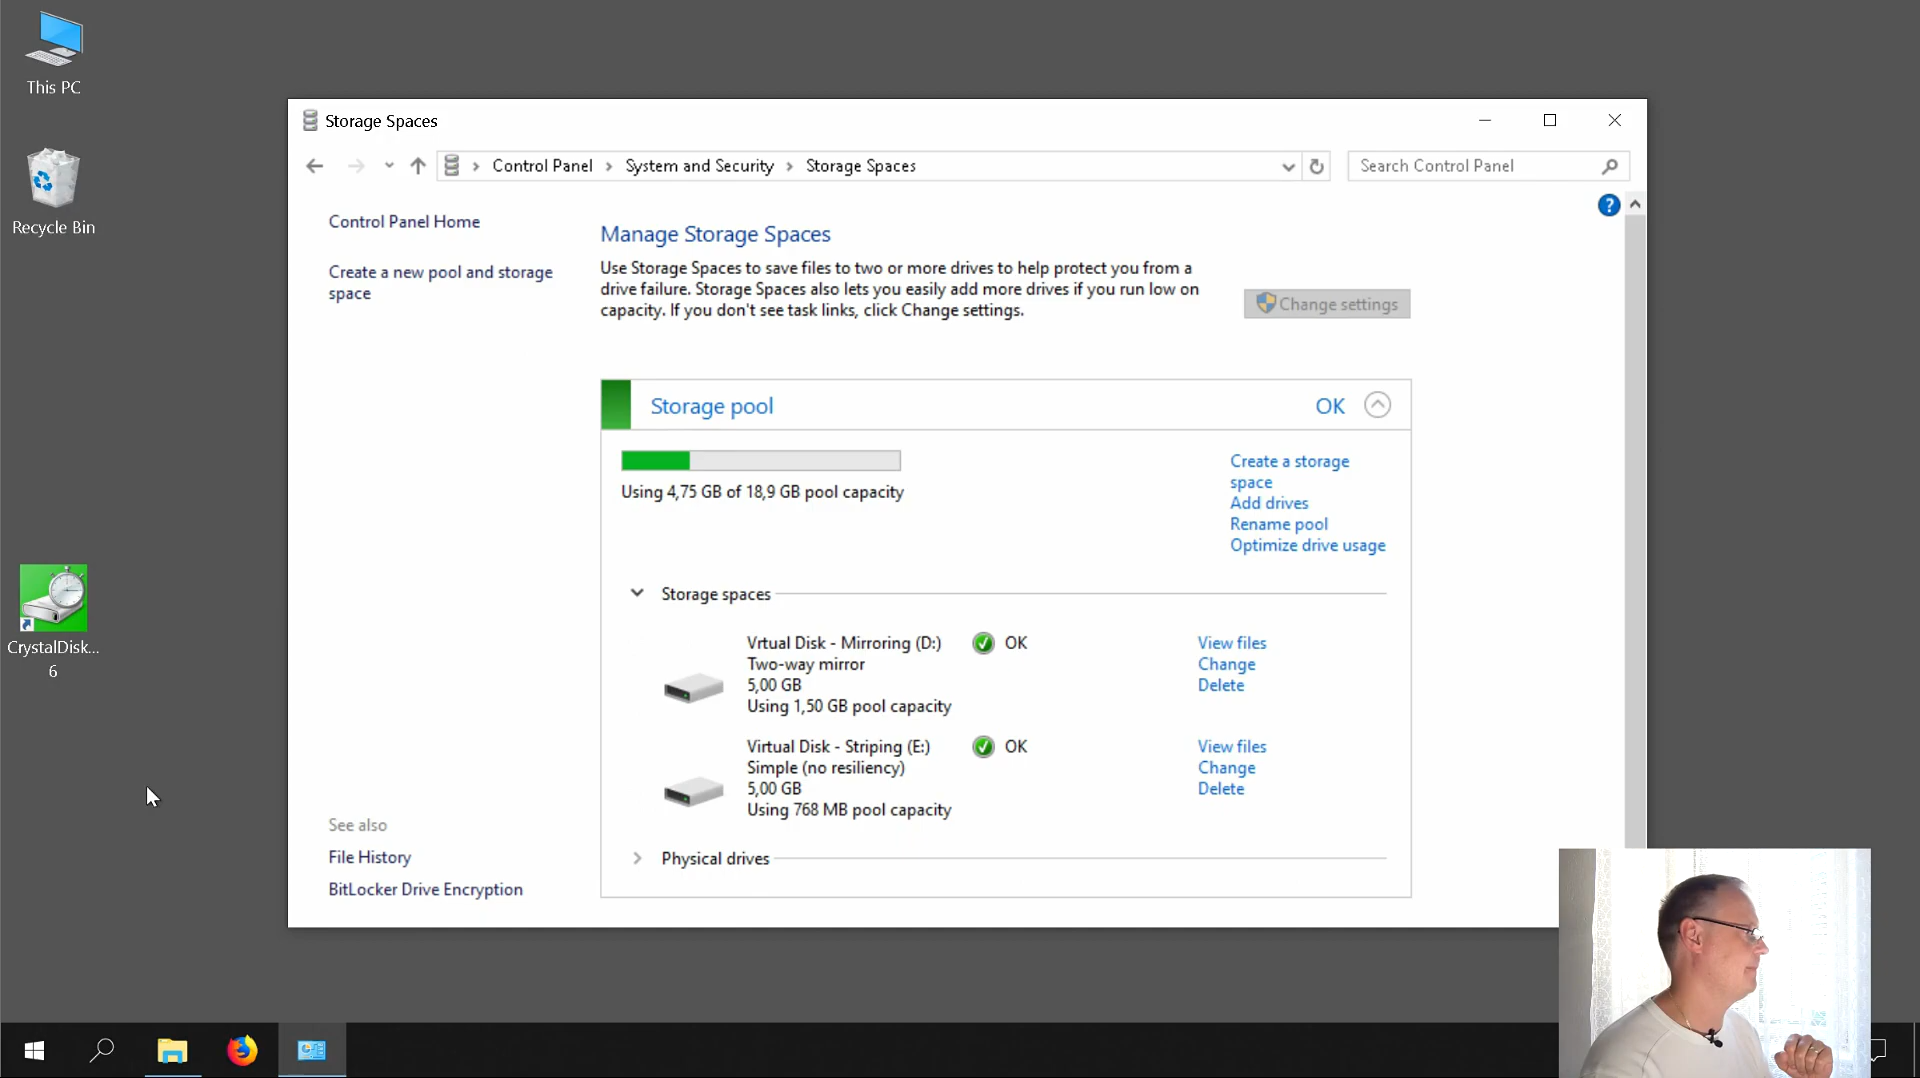 This PC
Recycle Bin
CrystalDisk...
6
Storage Spaces
Control Panel
System and Security
Storage Spaces
Search Control Panel
Control Panel Home
Create a new pool and storage
space
See also
File History
BitLocker Drive Encryption
Manage Storage Spaces
Use Storage Spaces to save files to two or more drives to help protect you from a
drive failure. Storage Spaces also lets you easily add more drives if you run low on
capacity. If you don't see task links, click Change settings.
Change settings
?
Storage pool
OK
Using 4,75 GB of 18,9 GB pool capacity
Create a storage
space
Add drives
Rename pool
Optimize drive usage
Storage spaces
Vrtual Disk - Mirroring (D:)
OK
View files
Two-way mirror
Change
5,00 GB
Delete
Using 1,50 GB pool capacity
Virtual Disk - Striping (E:)
OK
View files
Simple (no resiliency)
Change
5,00 GB
Delete
Using 768 MB pool capacity
Physical drives